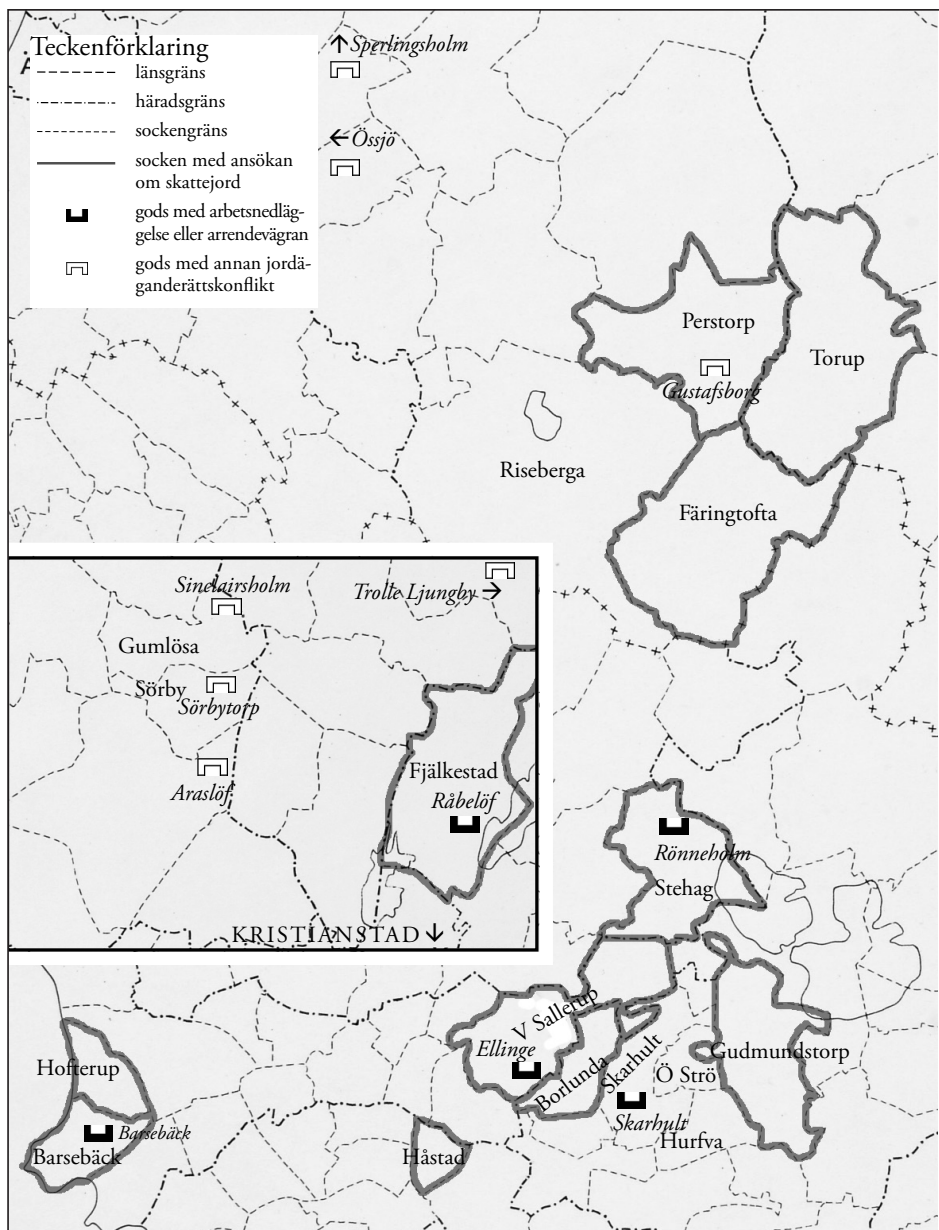 Teckenförklaring
länsgräns
häradsgräns
sockengräns
socken med ansökan
om skattejord
gods med arbetsnedläg-
gelse eller arrendevägran
gods med annan jordä-
ganderättskonflikt
↑ Sperlingsholm
← Össjö
Perstorp
Gustafsborg
Torup
Riseberga
Färingtofta
Sinclairsholm
Trolle Ljungby →
Gumlösa
Sörby
Sörbytorp
Araslöf
Fjälkestad
Råbelöf
KRISTIANSTAD ↓
Rönneholm
Stehag
V Sallerup
Ellinge
Borlunda
Skarhult
Skarhult
Ö Strö
Gudmundstorp
Hurfva
Hofterup
Barsebäck
Barsebäck
Håstad